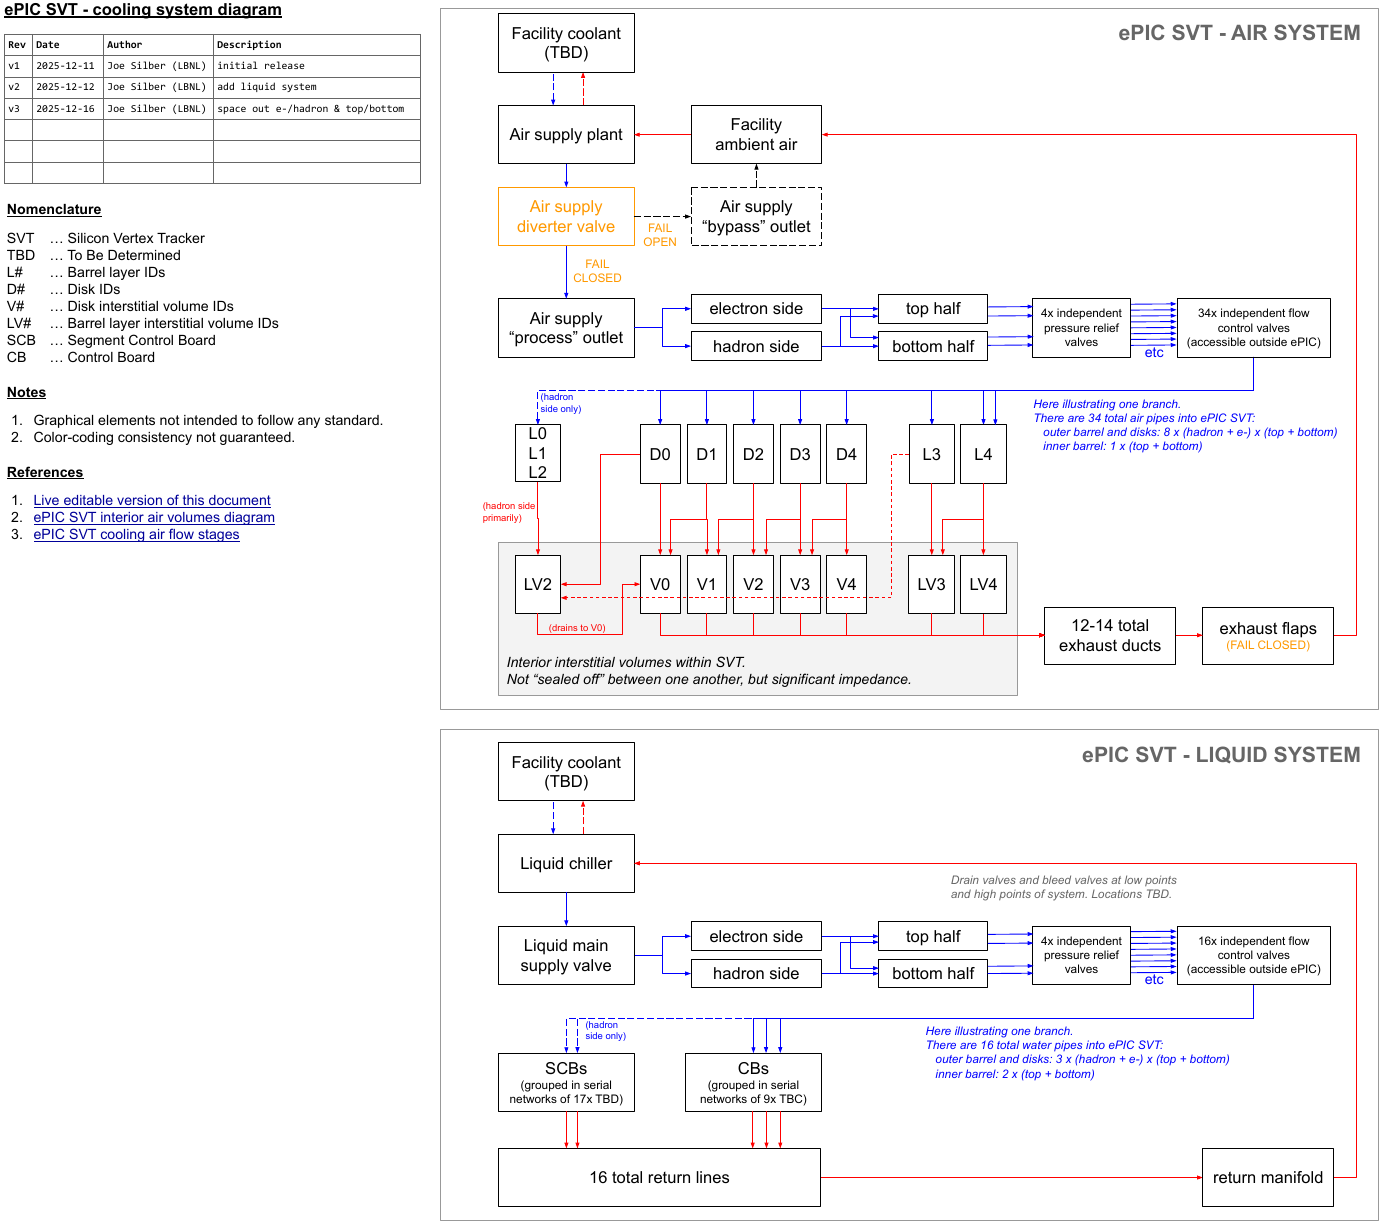 ePIC SVT - cooling system diagram
Rev Date Author Description
v1 2025-12-11 Joe Silber (LBNL) initial release
v2 2025-12-12 Joe Silber (LBNL) add liquid system
v3 2025-12-16 Joe Silber (LBNL) space out e-/hadron & top/bottom
Nomenclature
SVT … Silicon Vertex Tracker
TBD … To Be Determined
L# … Barrel layer IDs
D# … Disk IDs
V# … Disk interstitial volume IDs
LV# … Barrel layer interstitial volume IDs
SCB … Segment Control Board
CB … Control Board
Notes
1. Graphical elements not intended to follow any standard.
2. Color-coding consistency not guaranteed.
References
1. Live editable version of this document
2. ePIC SVT interior air volumes diagram
3. ePIC SVT cooling air flow stages
ePIC SVT - AIR SYSTEM
Facility coolant
(TBD)
Air supply plant
Facility
ambient air
Air supply
diverter valve
FAIL
OPEN
Air supply
“bypass” outlet
FAIL
CLOSED
Air supply
“process” outlet
electron side
hadron side
top half
bottom half
4x independent
pressure relief
valves
etc
34x independent flow
control valves
(accessible outside ePIC)
(hadron
side only)
Here illustrating one branch.
There are 34 total air pipes into ePIC SVT:
outer barrel and disks: 8 x (hadron + e-) x (top + bottom)
inner barrel: 1 x (top + bottom)
L0
L1
L2
D0 D1 D2 D3 D4 L3 L4
(hadron side
primarily)
LV2 V0 V1 V2 V3 V4 LV3 LV4
(drains to V0)
Interior interstitial volumes within SVT.
Not “sealed off” between one another, but significant impedance.
12-14 total
exhaust ducts
exhaust flaps
(FAIL CLOSED)
ePIC SVT - LIQUID SYSTEM
Facility coolant
(TBD)
Liquid chiller
Drain valves and bleed valves at low points
and high points of system. Locations TBD.
Liquid main
supply valve
electron side
hadron side
top half
bottom half
4x independent
pressure relief
valves
etc
16x independent flow
control valves
(accessible outside ePIC)
(hadron
side only)
Here illustrating one branch.
There are 16 total water pipes into ePIC SVT:
outer barrel and disks: 3 x (hadron + e-) x (top + bottom)
inner barrel: 2 x (top + bottom)
SCBs
(grouped in serial
networks of 17x TBD)
CBs
(grouped in serial
networks of 9x TBC)
16 total return lines
return manifold